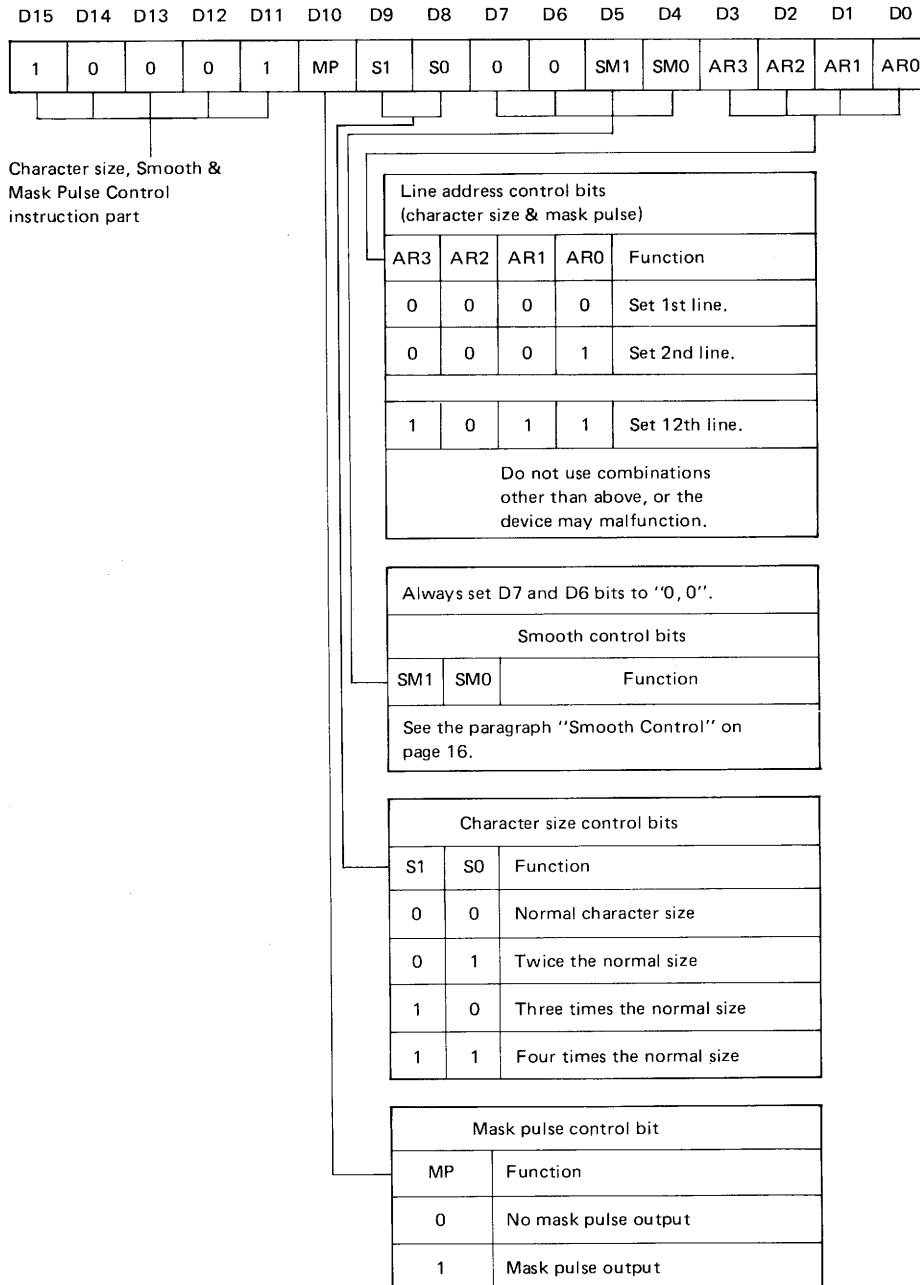 D15 D14 D13 D12 D11 D10 D9 D8 D7 D6 D5 D4 D3 D2 D1 D0
1 0 0 0 1 MP S1 S0 0 0 SM1 SM0 AR3 AR2 AR1 AR0
Character size, Smooth &
Mask Pulse Control
instruction part
Line address control bits
(character size & mask pulse)
AR3 AR2 AR1 AR0 Function
0 0 0 0 Set 1st line.
0 0 0 1 Set 2nd line.
1 0 1 1 Set 12th line.
Do not use combinations
other than above, or the
device may malfunction.
Always set D7 and D6 bits to "0, 0".
Smooth control bits
SM1 SM0 Function
See the paragraph "Smooth Control" on
page 16.
Character size control bits
S1 S0 Function
0 0 Normal character size
0 1 Twice the normal size
1 0 Three times the normal size
1 1 Four times the normal size
Mask pulse control bit
MP Function
0 No mask pulse output
1 Mask pulse output